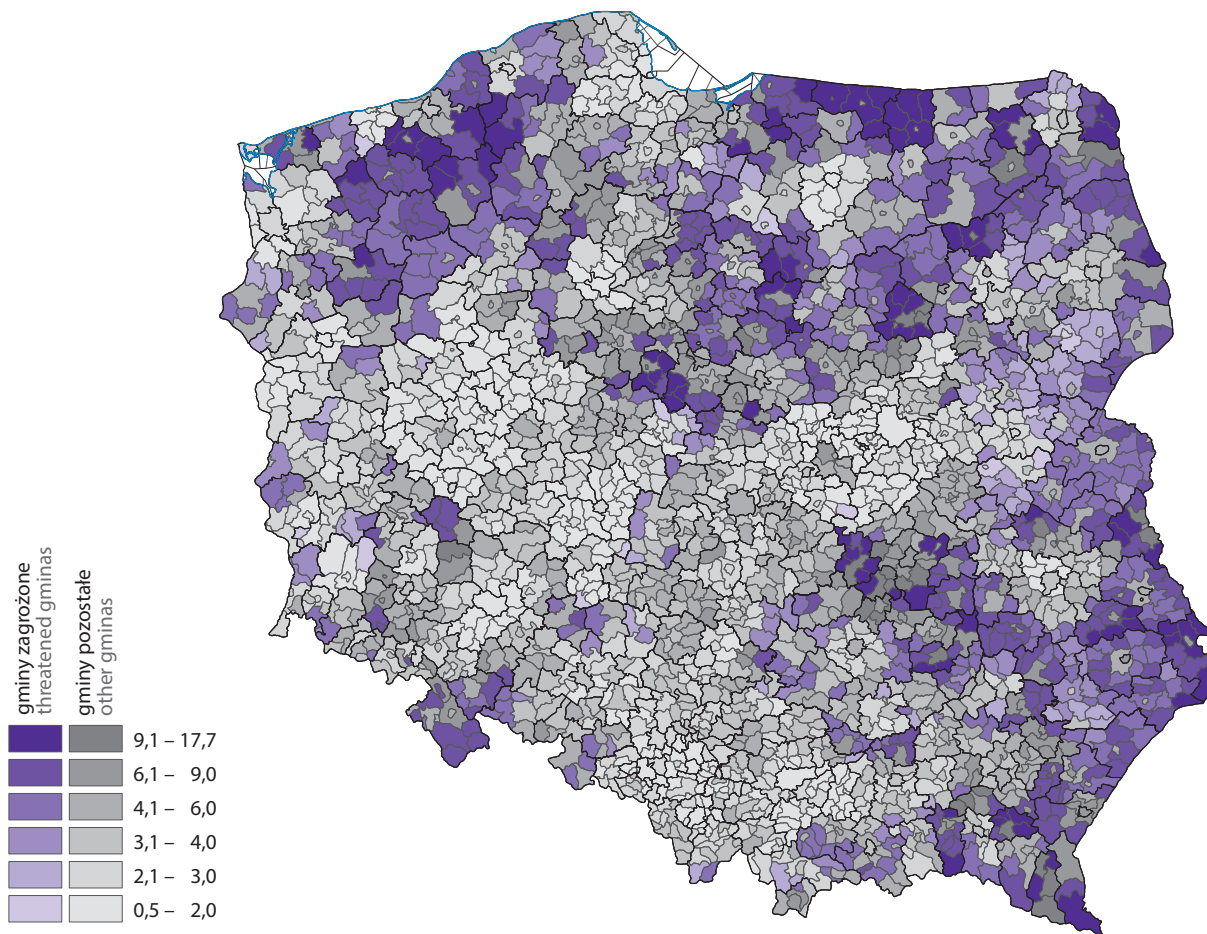 gminy zagrożone
threatened gminas
gminy pozostałe
other gminas
9,1 – 17,7
6,1 – 9,0
4,1 – 6,0
3,1 – 4,0
2,1 – 3,0
0,5 – 2,0